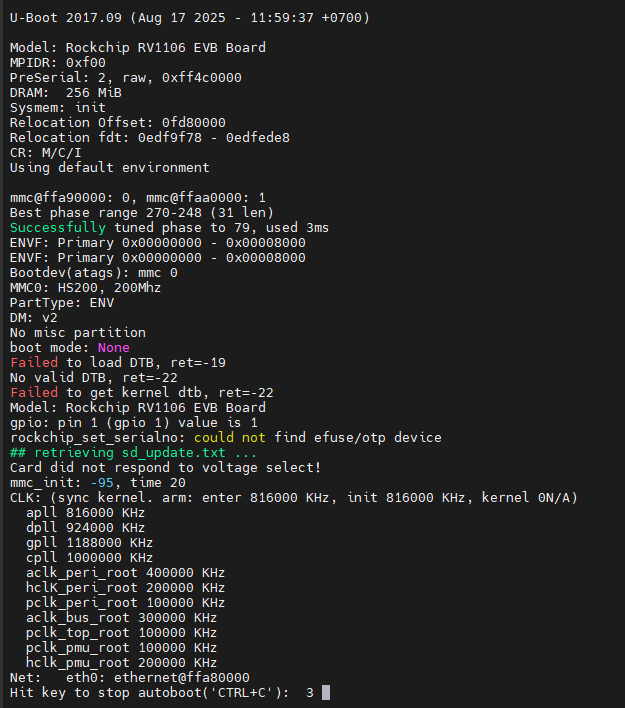 U-Boot 2017.09 (Aug 17 2025 - 11:59:37 +0700)
Model: Rockchip RV1106 EVB Board
MPIDR: 0xf00
PreSerial: 2, raw, 0xff4c0000
DRAM:  256 MiB
Sysmem: init
Relocation Offset: 0fd80000
Relocation fdt: 0edf9f78 - 0edfede8
CR: M/C/I
Using default environment
mmc@ffa90000: 0, mmc@ffaa0000: 1
Best phase range 270-248 (31 len)
Successfully tuned phase to 79, used 3ms
ENVF: Primary 0x00000000 - 0x00008000
ENVF: Primary 0x00000000 - 0x00008000
Bootdev(atags): mmc 0
MMC0: HS200, 200Mhz
PartType: ENV
DM: v2
No misc partition
boot mode: None
Failed to load DTB, ret=-19
No valid DTB, ret=-22
Failed to get kernel dtb, ret=-22
Model: Rockchip RV1106 EVB Board
gpio: pin 1 (gpio 1) value is 1
rockchip_set_serialno: could not find efuse/otp device
## retrieving sd_update.txt ...
Card did not respond to voltage select!
mmc_init: -95, time 20
CLK: (sync kernel. arm: enter 816000 KHz, init 816000 KHz, kernel 0N/A)
  apll 816000 KHz
  dpll 924000 KHz
  gpll 1188000 KHz
  cpll 1000000 KHz
  aclk_peri_root 400000 KHz
  hclK_peri_root 200000 KHz
  pclk_peri_root 100000 KHz
  aclk_bus_root 300000 KHz
  pclk_top_root 100000 KHz
  pclk_pmu_root 100000 KHz
  hclk_pmu_root 200000 KHz
Net:   eth0: ethernet@ffa80000
Hit key to stop autoboot('CTRL+C'):  3